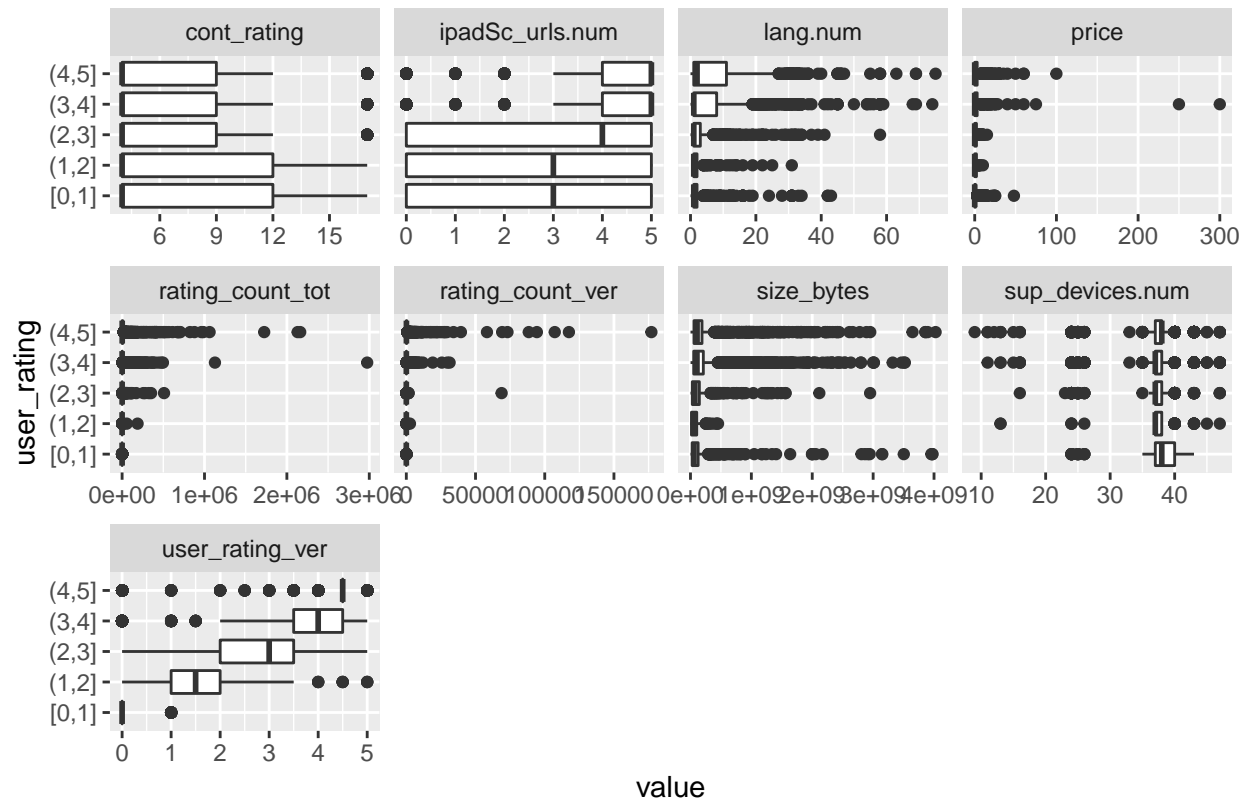 cont_rating ipadSc_urls.num lang.num price
(4,5]
(3,4]
(2,3]
(1,2]
[0,1]
6 9 12 15 0 1 2 3 4 5 0 20 40 60 0 100 200 300
rating_count_tot rating_count_ver size_bytes sup_devices.num
(4,5]
(3,4]
(2,3]
(1,2]
[0,1]
0e+00 1e+06 2e+06 3e+06 0 50000 100000 150000 0e+00 1e+09 2e+09 3e+09 4e+09 10 20 30 40
user_rating
user_rating_ver
(4,5]
(3,4]
(2,3]
(1,2]
[0,1]
0 1 2 3 4 5
value